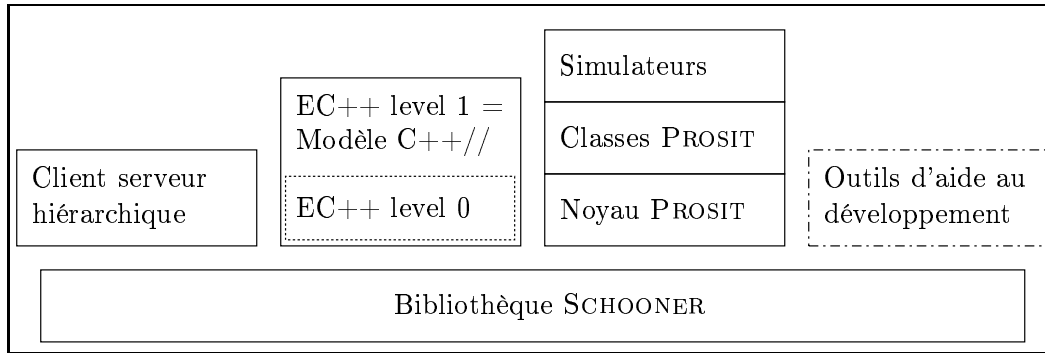 Client serveur
hiérarchique
EC++ level 1 =
Modèle C++//
EC++ level 0
Simulateurs
Classes PROSIT
Noyau PROSIT
Outils d'aide au
développement
Bibliothèque SCHOONER